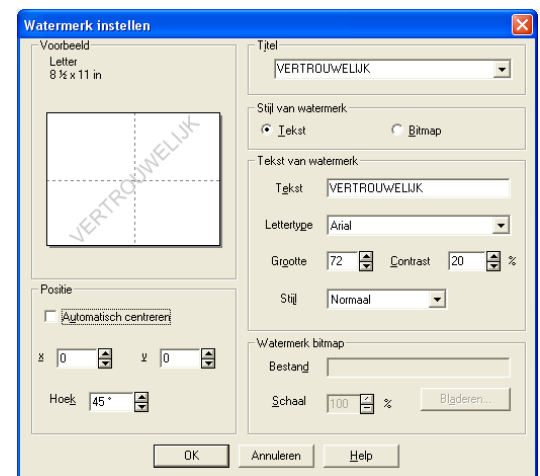 Watermerk instellen
Voorbeeld
Letter
8 ½ x 11 in
VERTROUWELIJK
Positie
Automatisch centreren
x 0 y 0
Hoek 45 °
Titel
VERTROUWELIJK
Stijl van watermerk
Tekst Bitmap
Tekst van watermerk
Tekst VERTROUWELIJK
Lettertype Arial
Grootte 72 Contrast 20 %
Stijl Normaal
Watermerk bitmap
Bestand
Schaal 100 % Bladeren...
OK Annuleren Help